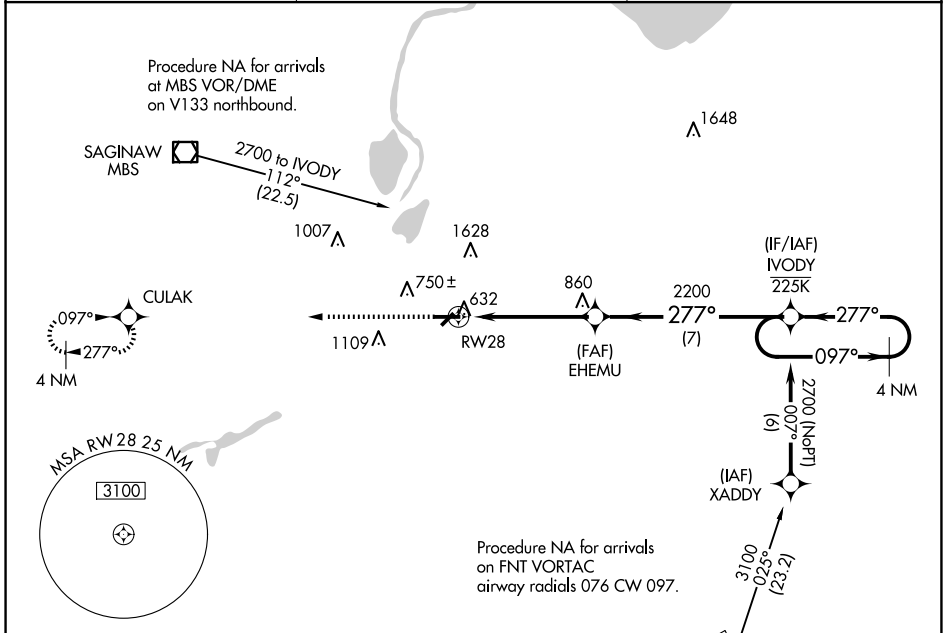 Procedure NA for arrivals
at MBS VOR/DME
on V133 northbound.
1648
SAGINAW
MBS
2700 to IVODY
112°
(22.5)
1007
1628
(IF/IAF)
IVODY
225K
CULAK
750 ±
860
2200
097°
632
277°
277°
1109
RW28
(7)
277°
(FAF)
EHEMU
097°
4 NM
4 NM
2700 (NoPT)
007°
(6)
MSA RW 28 25 NM
3100
(IAF)
XADDY
Procedure NA for arrivals
on FNT VORTAC
airway radials 076 CW 097.
3100
025°
(23.2)